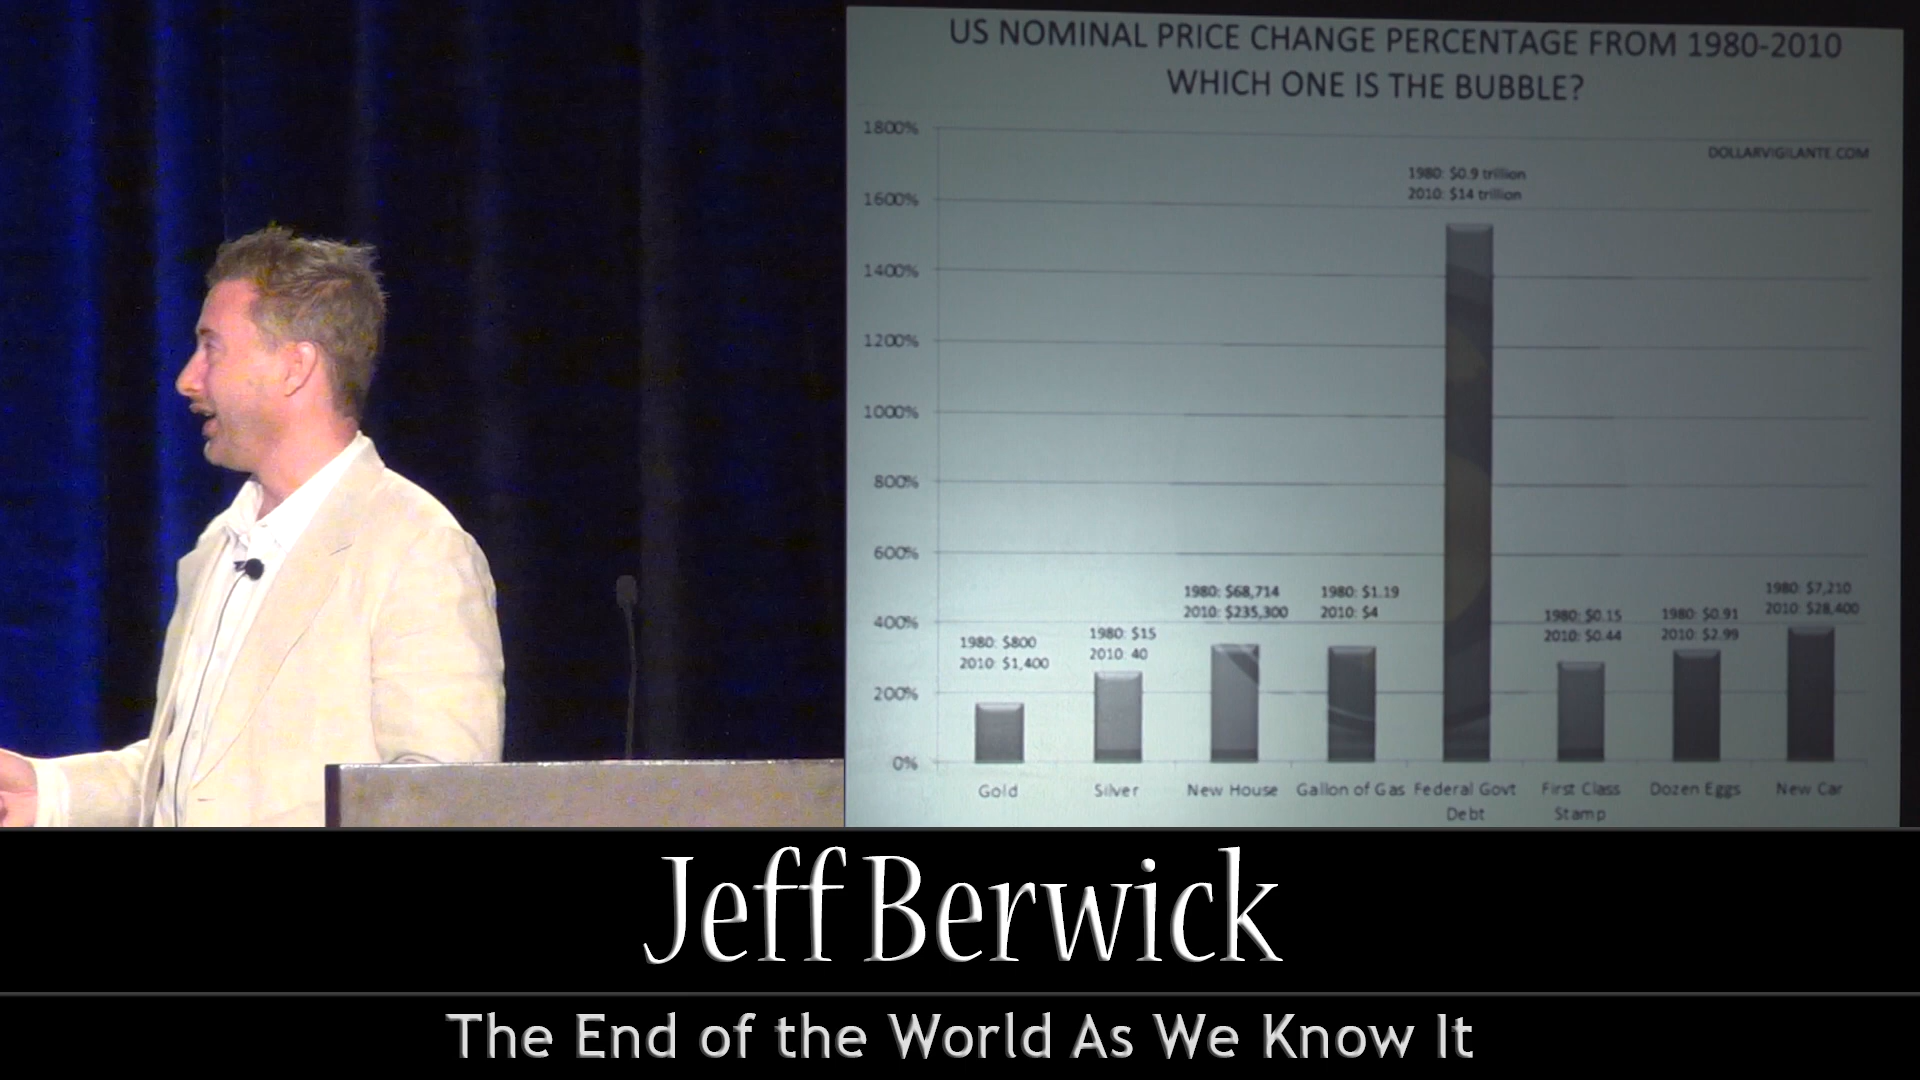 US NOMINAL PRICE CHANGE PERCENTAGE FROM 1980-2010
WHICH ONE IS THE BUBBLE?
DOLLARVIGILANTE.COM
1800%
1600%
1400%
1200%
1000%
800%
600%
400%
200%
0%
1980: $800
2010: $1,400
1980: $15
2010: 40
1980: $68,714
2010: $235,300
1980: $1.19
2010: $4
1980: $0.9 trillion
2010: $14 trillion
1980: $0.15
2010: $0.44
1980: $0.91
2010: $2.99
1980: $7,210
2010: $28,400
Gold
Silver
New House
Gallon of Gas
Federal Govt
Debt
First Class
Stamp
Dozen Eggs
New Car
Jeff Berwick
The End of the World As We Know It